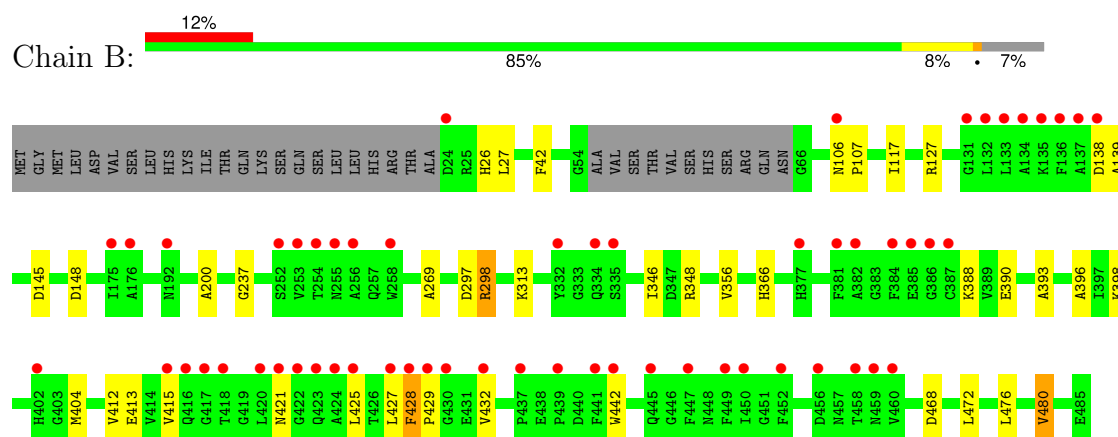 12%
Chain B:
85% 8% • 7%
MET GLY MET LEU ASP VAL SER LEU HIS LYS LYS ILE THR GLN LYS SER GLN SER LEU LEU HIS ARG THR ALA D24 R25 H26 L27 F42 G54 ALA VAL SER THR VAL SER HIS SER ARG GLN ASN G66 N106 P107 I117 R127 G131 L132 L133 A134 K135 F136 A137 D138 A139
D145 D148 I175 A176 N192 A200 G237 S252 V253 T254 N255 A256 Q257 W258 A269 D297 R298 K313 Y332 G333 Q334 S335 I346 D347 R348 V356 H366 H377 F381 A382 G383 F384 E385 G386 C387 K388 V389 E390 A393 A396 I397 K398
H402 G403 M404 V412 E413 V414 V415 Q416 G417 T418 G419 L420 N421 G422 Q423 A424 L425 T426 L427 F428 P429 G430 E431 V432 P437 E438 P439 D440 F441 W442 Q445 G446 F447 N448 F449 I450 G451 F452 D456 N457 T458 N459 V460 D468 L472 L476 V480 E485